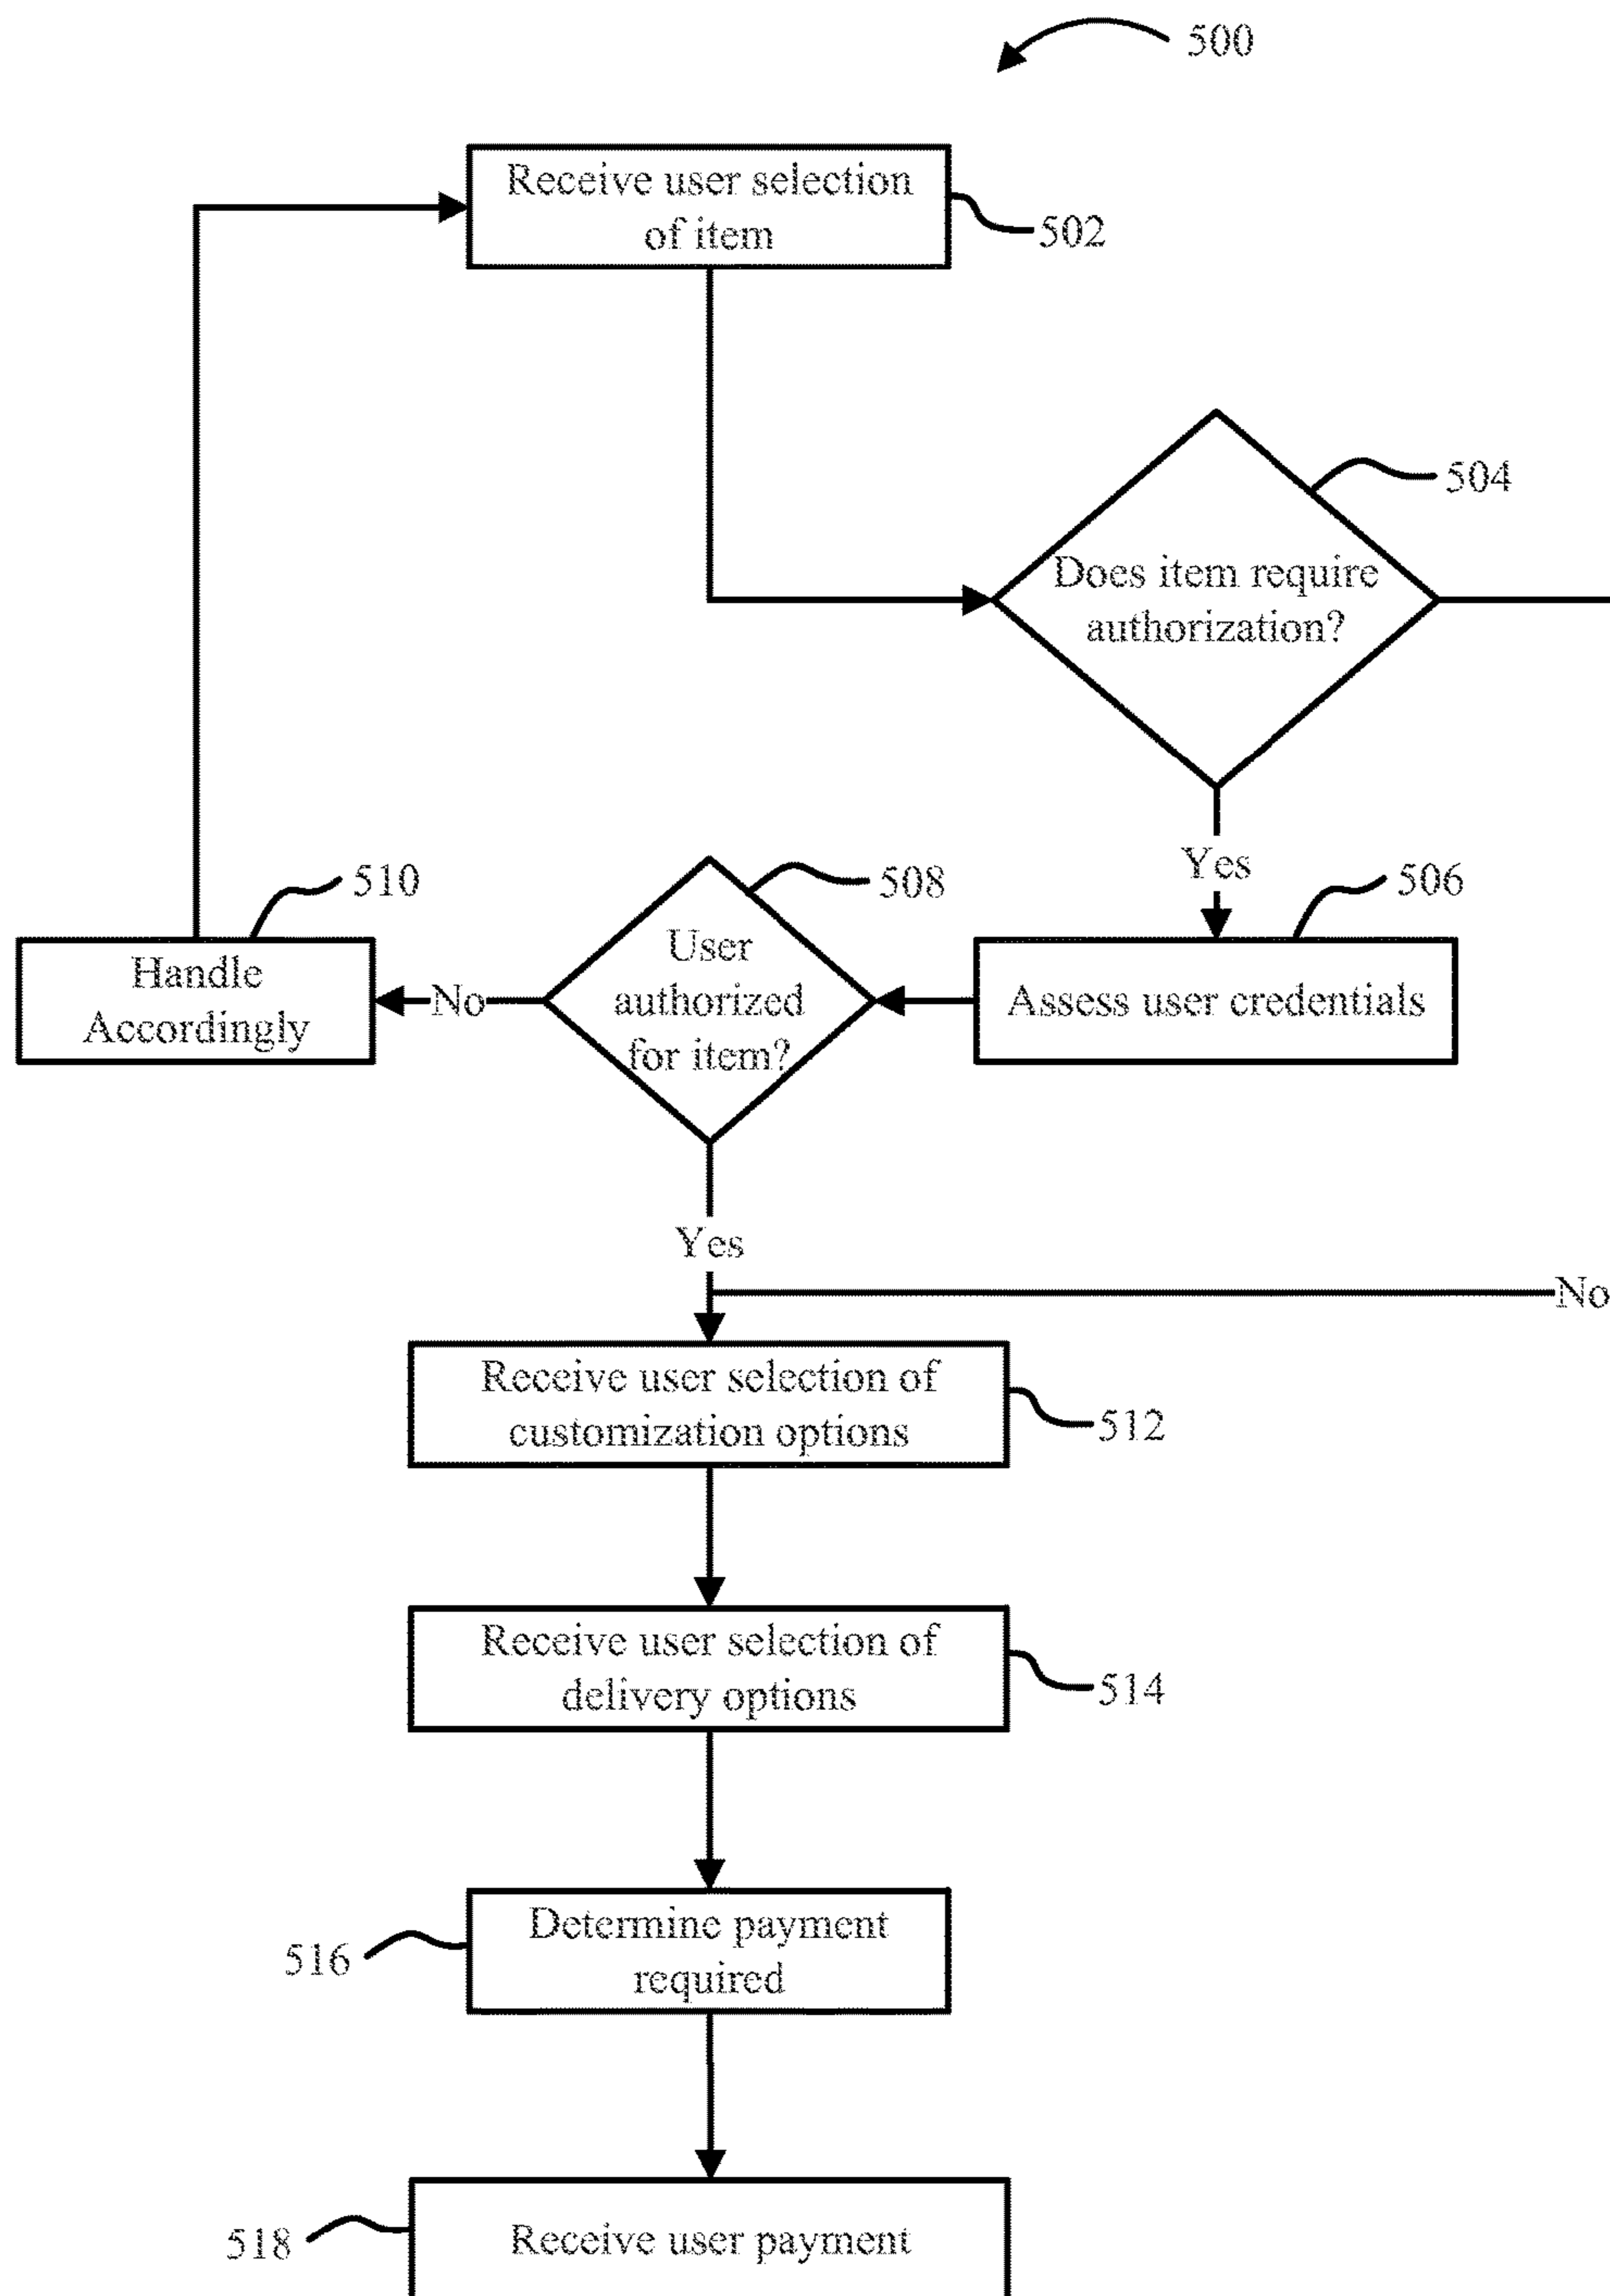 500
Receive user selection
of item
502
504
Does item require
authorization?
Yes
506
Assess user credentials
508
User
authorized
for item?
No
510
Handle
Accordingly
Yes
No
Receive user selection of
customization options
512
Receive user selection of
delivery options
514
Determine payment
required
516
Receive user payment
518